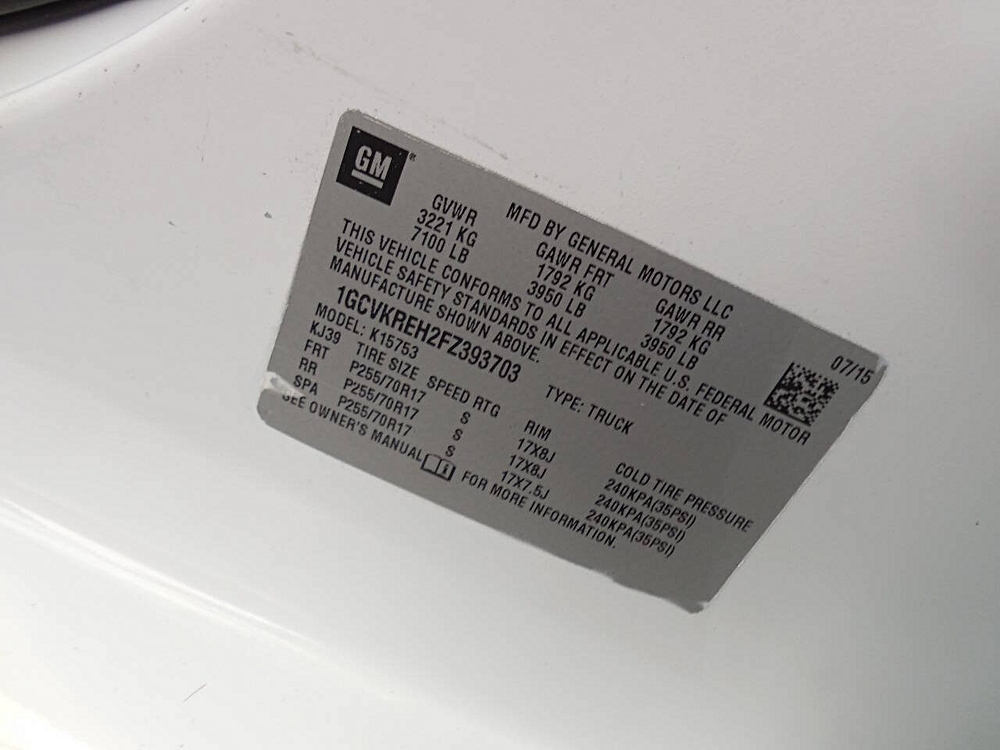 GM®
MFD BY GENERAL MOTORS LLC 07/15
GVWR GAWR FRT GAWR RR
3221 KG 1792 KG 1792 KG
7100 LB 3950 LB 3950 LB
THIS VEHICLE CONFORMS TO ALL APPLICABLE U.S. FEDERAL MOTOR
VEHICLE SAFETY STANDARDS IN EFFECT ON THE DATE OF
MANUFACTURE SHOWN ABOVE.
1GCVKREH2FZ393703 TYPE: TRUCK
MODEL: K15753
KJ39 TIRE SIZE SPEED RTG RIM COLD TIRE PRESSURE
FRT P255/70R17 S 17X8J 240KPA(35PSI)
RR P255/70R17 S 17X8J 240KPA(35PSI)
SPA P255/70R17 S 17X7.5J 240KPA(35PSI)
SEE OWNER'S MANUAL FOR MORE INFORMATION.